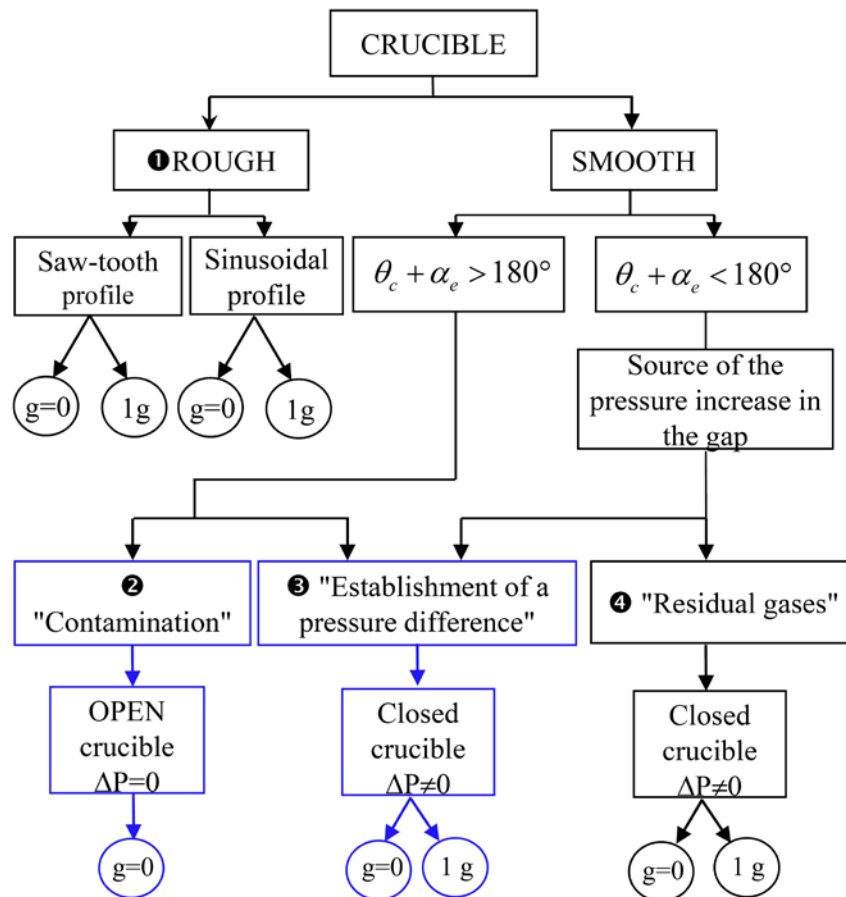 CRUCIBLE
❶ROUGH
SMOOTH
Saw-tooth
profile
Sinusoidal
profile
θc + αe > 180°
θc + αe < 180°
g=0
1g
g=0
1g
Source of the
pressure increase in
the gap
❷
"Contamination"
❸ "Establishment of a
pressure difference"
❹ "Residual gases"
OPEN
crucible
ΔP=0
Closed
crucible
ΔP≠0
Closed
crucible
ΔP≠0
g=0
g=0
1 g
g=0
1 g